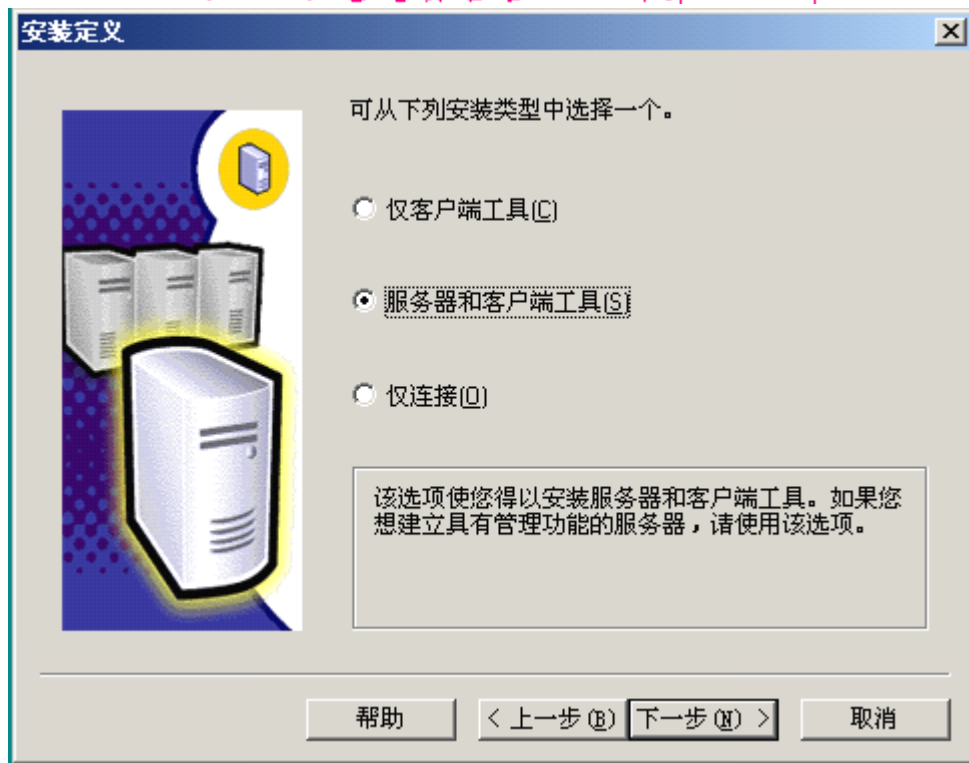 安装定义
可从下列安装类型中选择一个。
仅客户端工具(C)
服务器和客户端工具(S)
仅连接(O)
该选项使您得以安装服务器和客户端工具。如果您
想建立具有管理功能的服务器，请使用该选项。
帮助
< 上一步(B)
下一步(N) >
取消